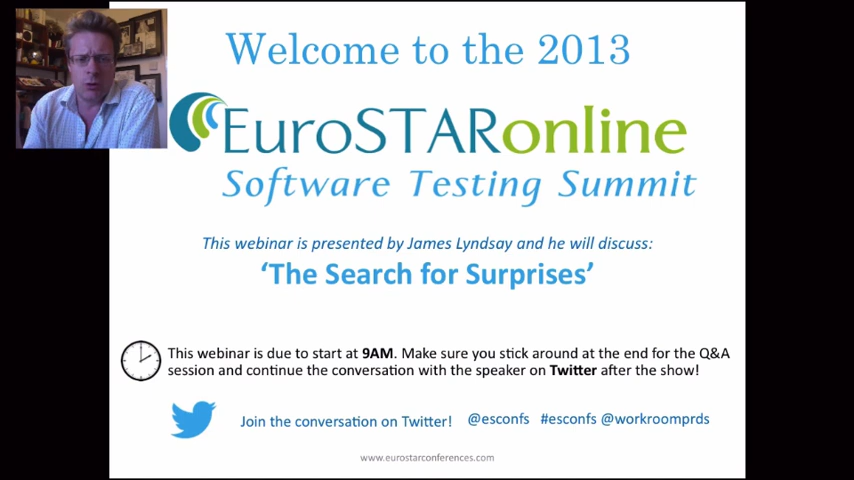 Welcome to the 2013
EuroSTARonline
Software Testing Summit
This webinar is presented by James Lyndsay and he will discuss:
‘The Search for Surprises’
This webinar is due to start at 9AM. Make sure you stick around at the end for the Q&A
session and continue the conversation with the speaker on Twitter after the show!
Join the conversation on Twitter! @esconfs #esconfs @workroomprds
www.eurostarconferences.com